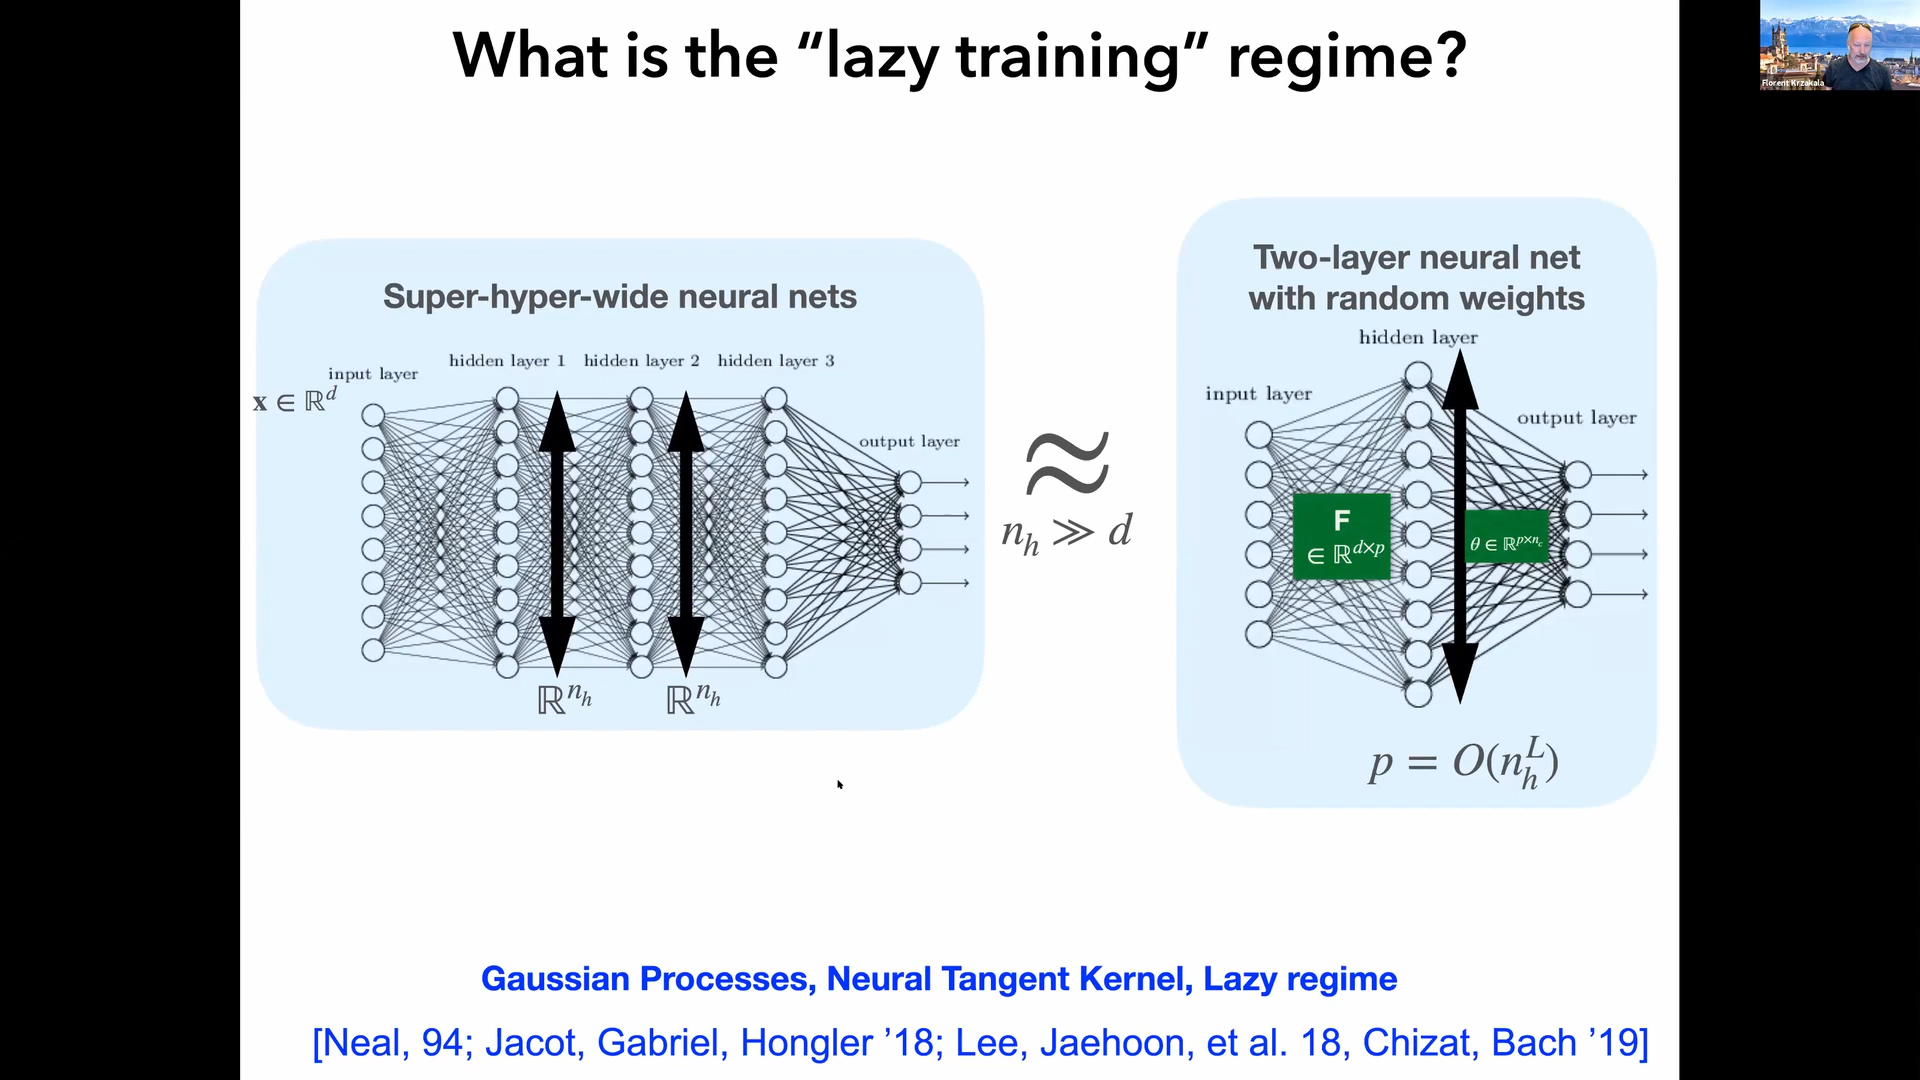 What is the “lazy training” regime?
Florent Krzakala
Super-hyper-wide neural nets
input layer
hidden layer 1
hidden layer 2
hidden layer 3
output layer
x ∈ ℝ^d
ℝ^{n_h}
ℝ^{n_h}
≈
n_h ≫ d
Two-layer neural net
with random weights
hidden layer
input layer
output layer
F
∈ ℝ^{d×p}
θ ∈ ℝ^{p×n_c}
p = O(n_h^L)
Gaussian Processes, Neural Tangent Kernel, Lazy regime
[Neal, 94; Jacot, Gabriel, Hongler ’18; Lee, Jaehoon, et al. 18, Chizat, Bach ’19]